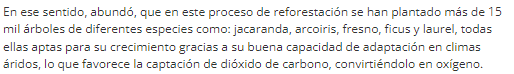 En ese sentido, abundó, que en este proceso de reforestación se han plantado más de 15
mil árboles de diferentes especies como: jacaranda, arcoiris, fresno, ficus y laurel, todas
ellas aptas para su crecimiento gracias a su buena capacidad de adaptación en climas
áridos, lo que favorece la captación de dióxido de carbono, convirtiéndolo en oxígeno.